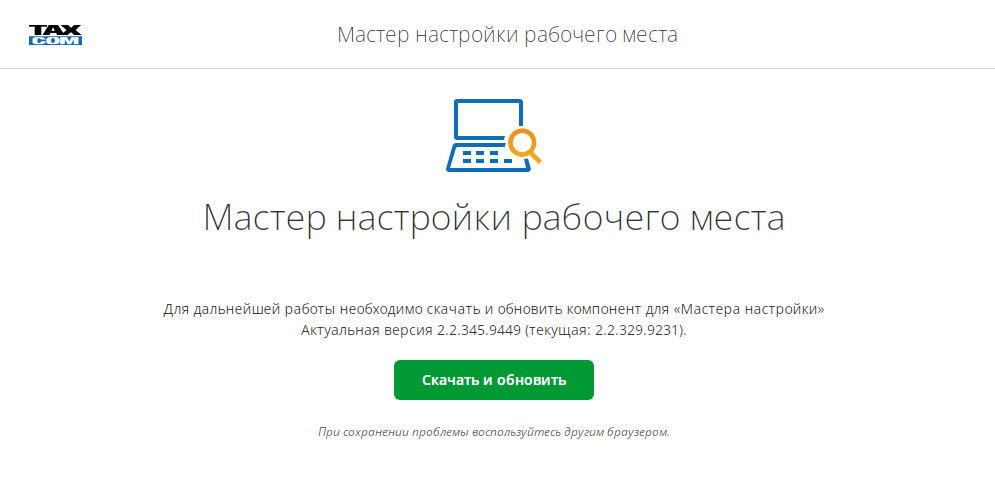 TAX
COM
Мастер настройки рабочего места
Мастер настройки рабочего места
Для дальнейшей работы необходимо скачать и обновить компонент для «Мастера настройки»
Актуальная версия 2.2.345.9449 (текущая: 2.2.329.9231).
Скачать и обновить
При сохранении проблемы воспользуйтесь другим браузером.